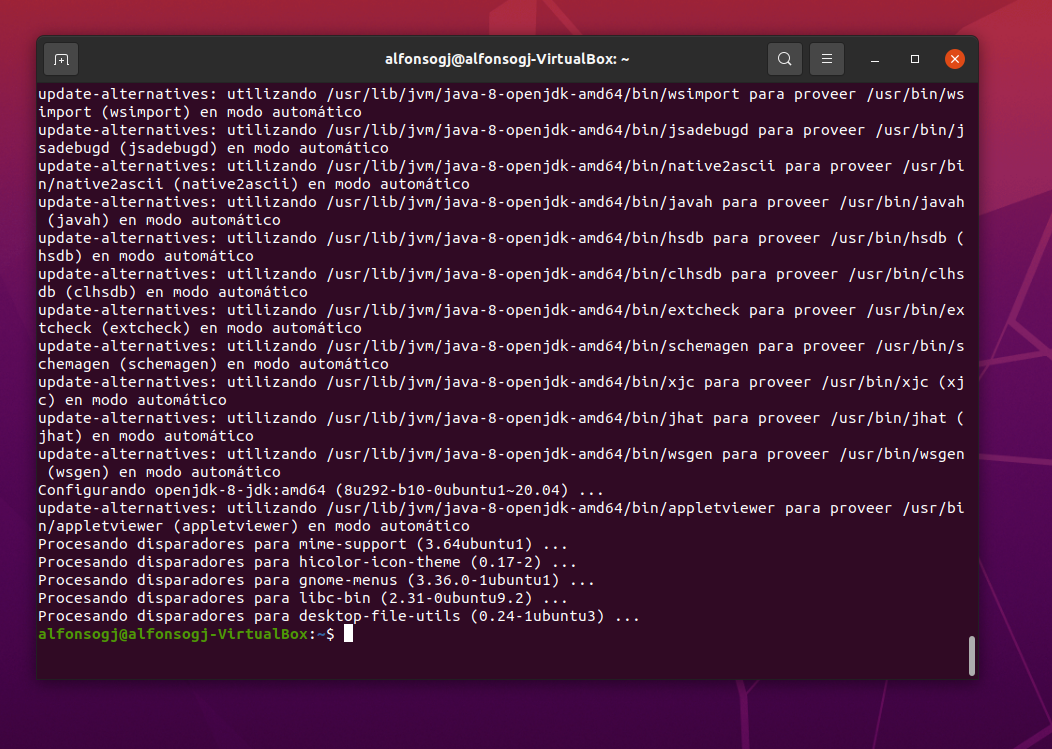 alfonsogj@alfonsogj-VirtualBox: ~
update-alternatives: utilizando /usr/lib/jvm/java-8-openjdk-amd64/bin/wsimport para proveer /usr/bin/ws
import (wsimport) en modo automático
update-alternatives: utilizando /usr/lib/jvm/java-8-openjdk-amd64/bin/jsadebugd para proveer /usr/bin/j
sadebugd (jsadebugd) en modo automático
update-alternatives: utilizando /usr/lib/jvm/java-8-openjdk-amd64/bin/native2ascii para proveer /usr/bi
n/native2ascii (native2ascii) en modo automático
update-alternatives: utilizando /usr/lib/jvm/java-8-openjdk-amd64/bin/javah para proveer /usr/bin/javah
 (javah) en modo automático
update-alternatives: utilizando /usr/lib/jvm/java-8-openjdk-amd64/bin/hsdb para proveer /usr/bin/hsdb (
hsdb) en modo automático
update-alternatives: utilizando /usr/lib/jvm/java-8-openjdk-amd64/bin/clhsdb para proveer /usr/bin/clhs
db (clhsdb) en modo automático
update-alternatives: utilizando /usr/lib/jvm/java-8-openjdk-amd64/bin/extcheck para proveer /usr/bin/ex
tcheck (extcheck) en modo automático
update-alternatives: utilizando /usr/lib/jvm/java-8-openjdk-amd64/bin/schemagen para proveer /usr/bin/s
chemagen (schemagen) en modo automático
update-alternatives: utilizando /usr/lib/jvm/java-8-openjdk-amd64/bin/xjc para proveer /usr/bin/xjc (xj
c) en modo automático
update-alternatives: utilizando /usr/lib/jvm/java-8-openjdk-amd64/bin/jhat para proveer /usr/bin/jhat (
jhat) en modo automático
update-alternatives: utilizando /usr/lib/jvm/java-8-openjdk-amd64/bin/wsgen para proveer /usr/bin/wsgen
 (wsgen) en modo automático
Configurando openjdk-8-jdk:amd64 (8u292-b10-0ubuntu1~20.04) ...
update-alternatives: utilizando /usr/lib/jvm/java-8-openjdk-amd64/bin/appletviewer para proveer /usr/bi
n/appletviewer (appletviewer) en modo automático
Procesando disparadores para mime-support (3.64ubuntu1) ...
Procesando disparadores para hicolor-icon-theme (0.17-2) ...
Procesando disparadores para gnome-menus (3.36.0-1ubuntu1) ...
Procesando disparadores para libc-bin (2.31-0ubuntu9.2) ...
Procesando disparadores para desktop-file-utils (0.24-1ubuntu3) ...
alfonsogj@alfonsogj-VirtualBox:~$